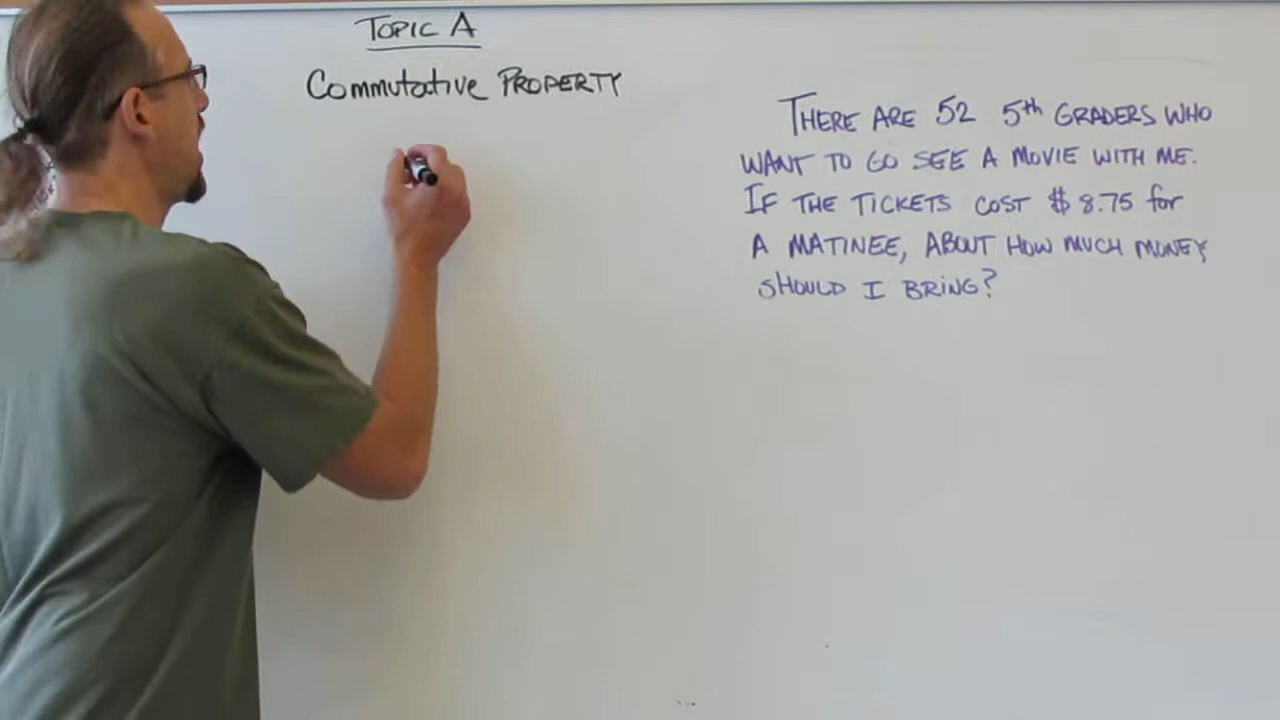 TOPIC A
Commutative PROPERTY
THERE ARE 52 5th GRADERS WHO
WANT TO GO SEE A MOVIE WITH ME.
IF THE TICKETS COST $8.75 for
A MATINEE, ABOUT HOW MUCH MONEY
SHOULD I BRING?